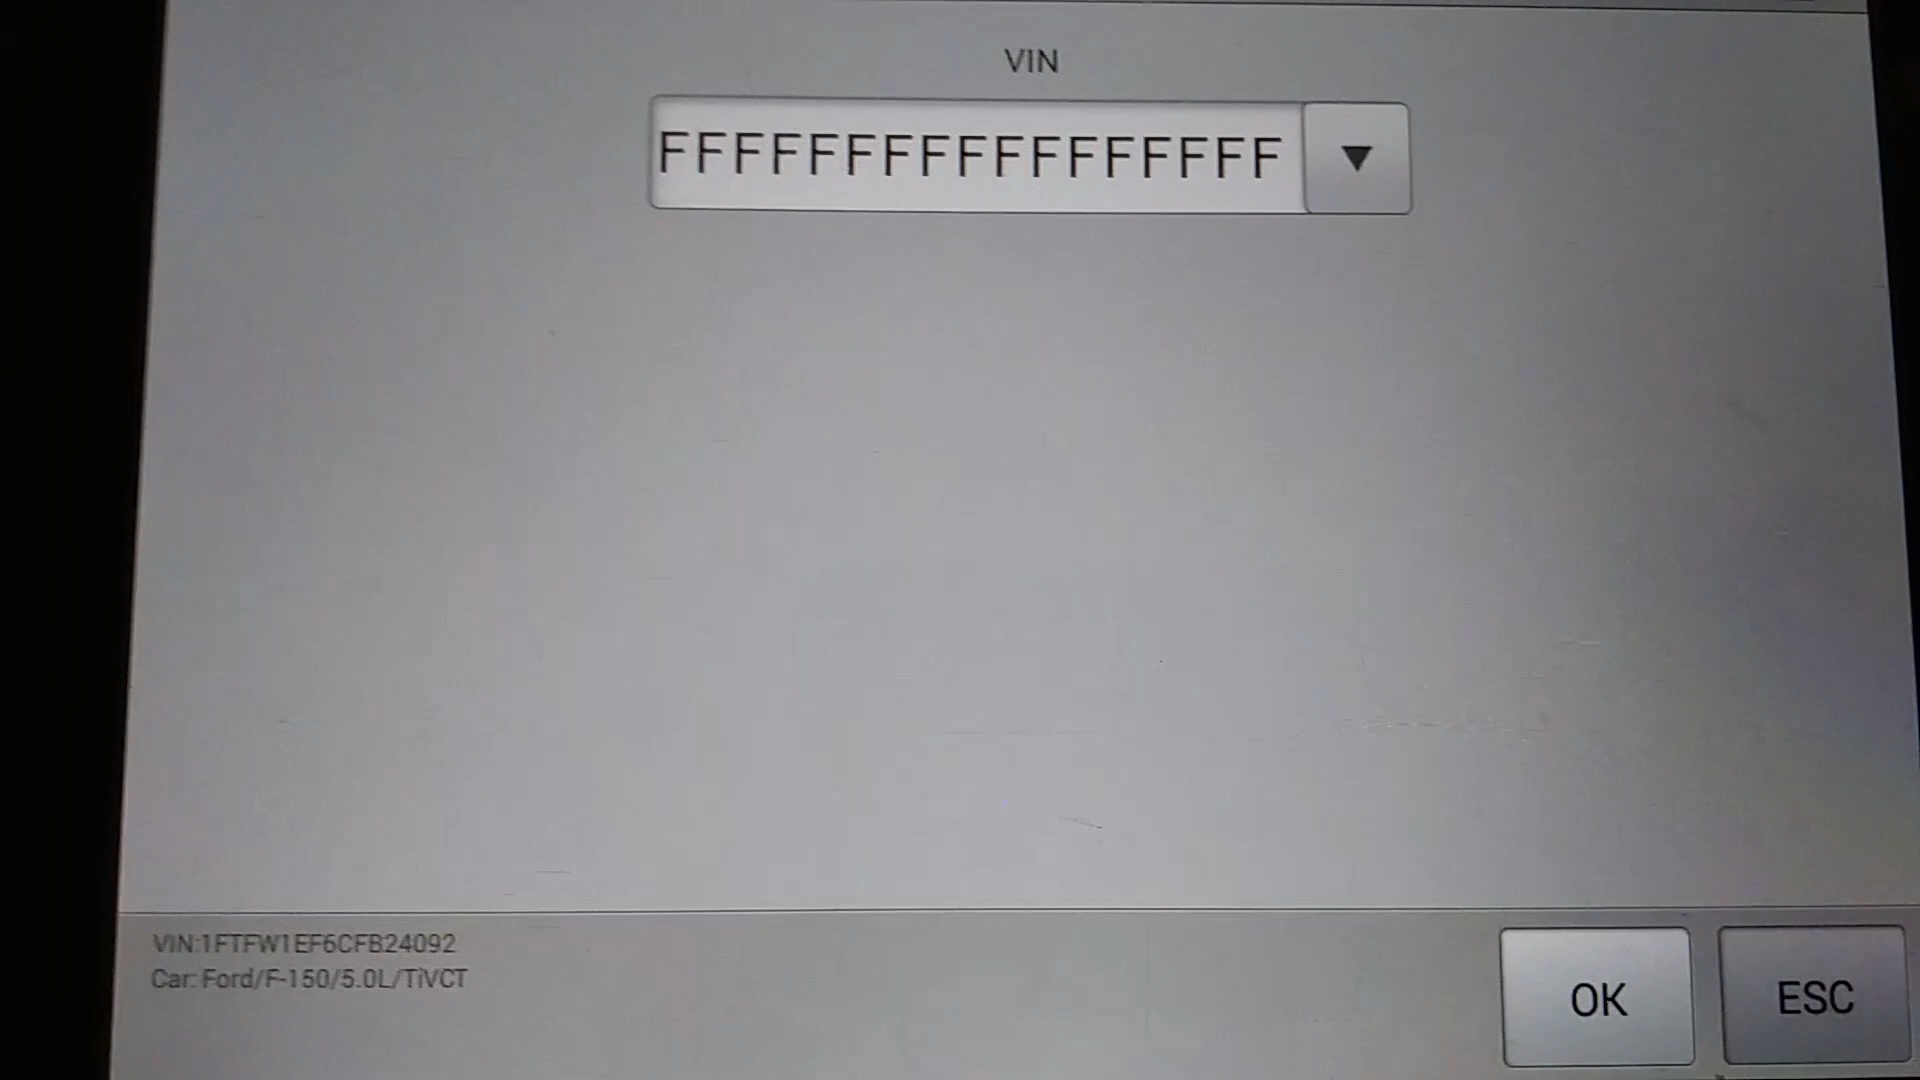 VIN
FFFFFFFFFFFFFFFFF
▼
VIN:1FTFW1EF6CFB24092
Car: Ford/F-150/5.0L/TiVCT
OK
ESC